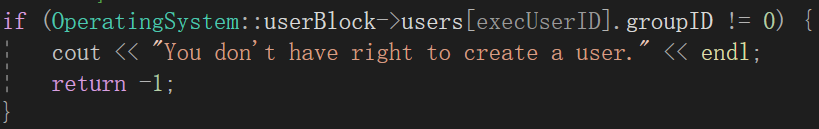 if (OperatingSystem::userBlock->users[execUserID].groupID != 0) {
    cout << "You don't have right to create a user." << endl;
    return -1;
}